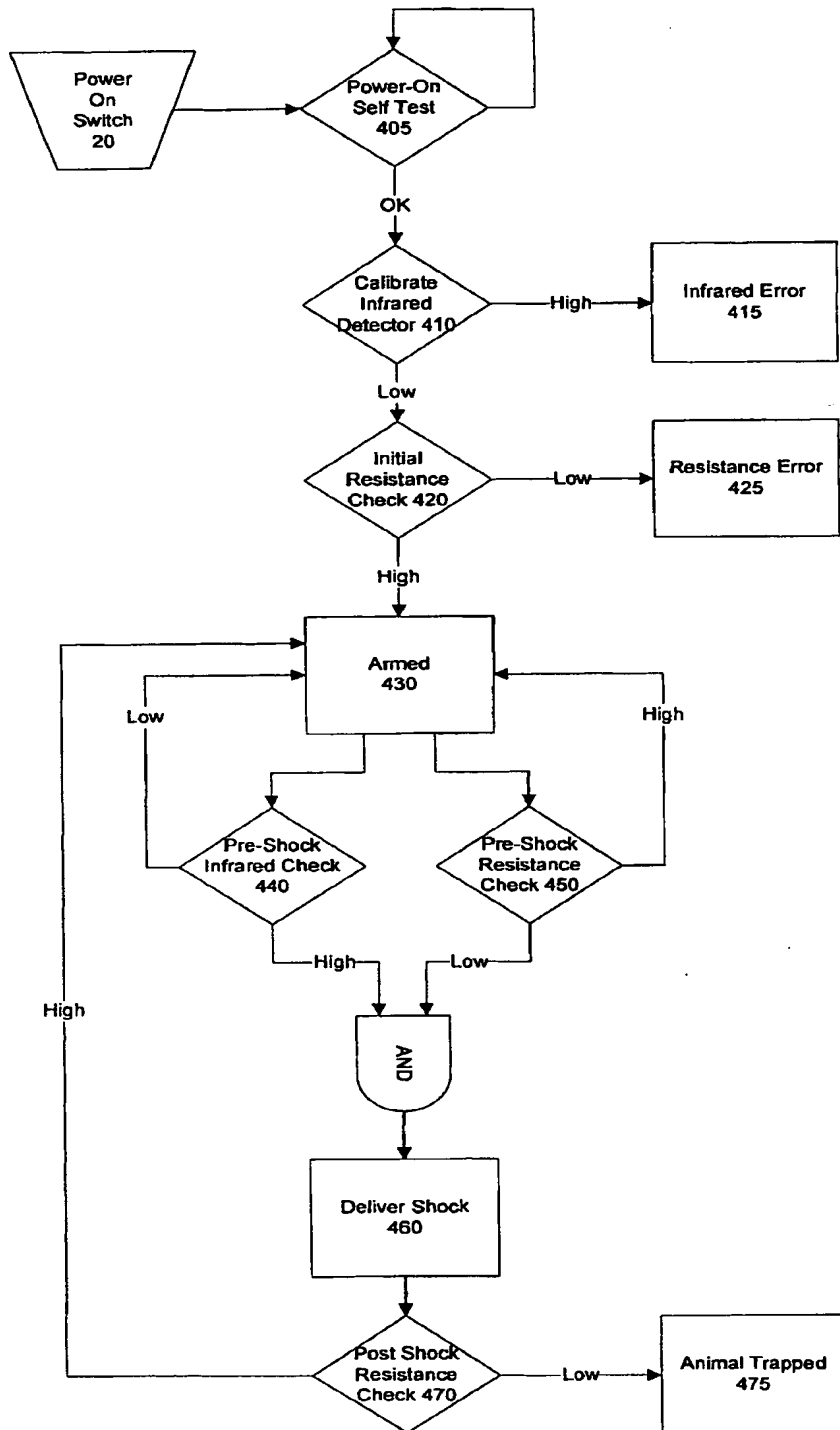 Power
On
Switch
20
Power-On
Self Test
405
OK
Calibrate
Infrared
Detector 410
High
Infrared Error
415
Low
Initial
Resistance
Check 420
Low
Resistance Error
425
High
Armed
430
Low
High
Pre-Shock
Infrared Check
440
Pre-Shock
Resistance
Check 450
High
Low
High
AND
Deliver Shock
460
Post Shock
Resistance
Check 470
Low
Animal Trapped
475